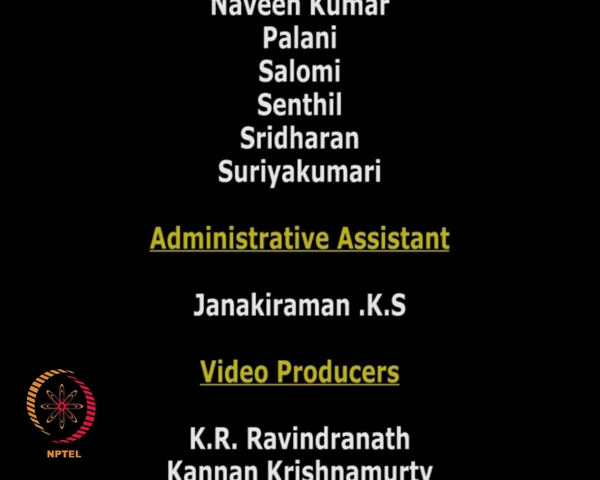 Naveen Kumar
Palani
Salomi
Senthil
Sridharan
Suriyakumari
Administrative Assistant
Janakiraman .K.S
Video Producers
K.R. Ravindranath
Kannan Krishnamurty
NPTEL